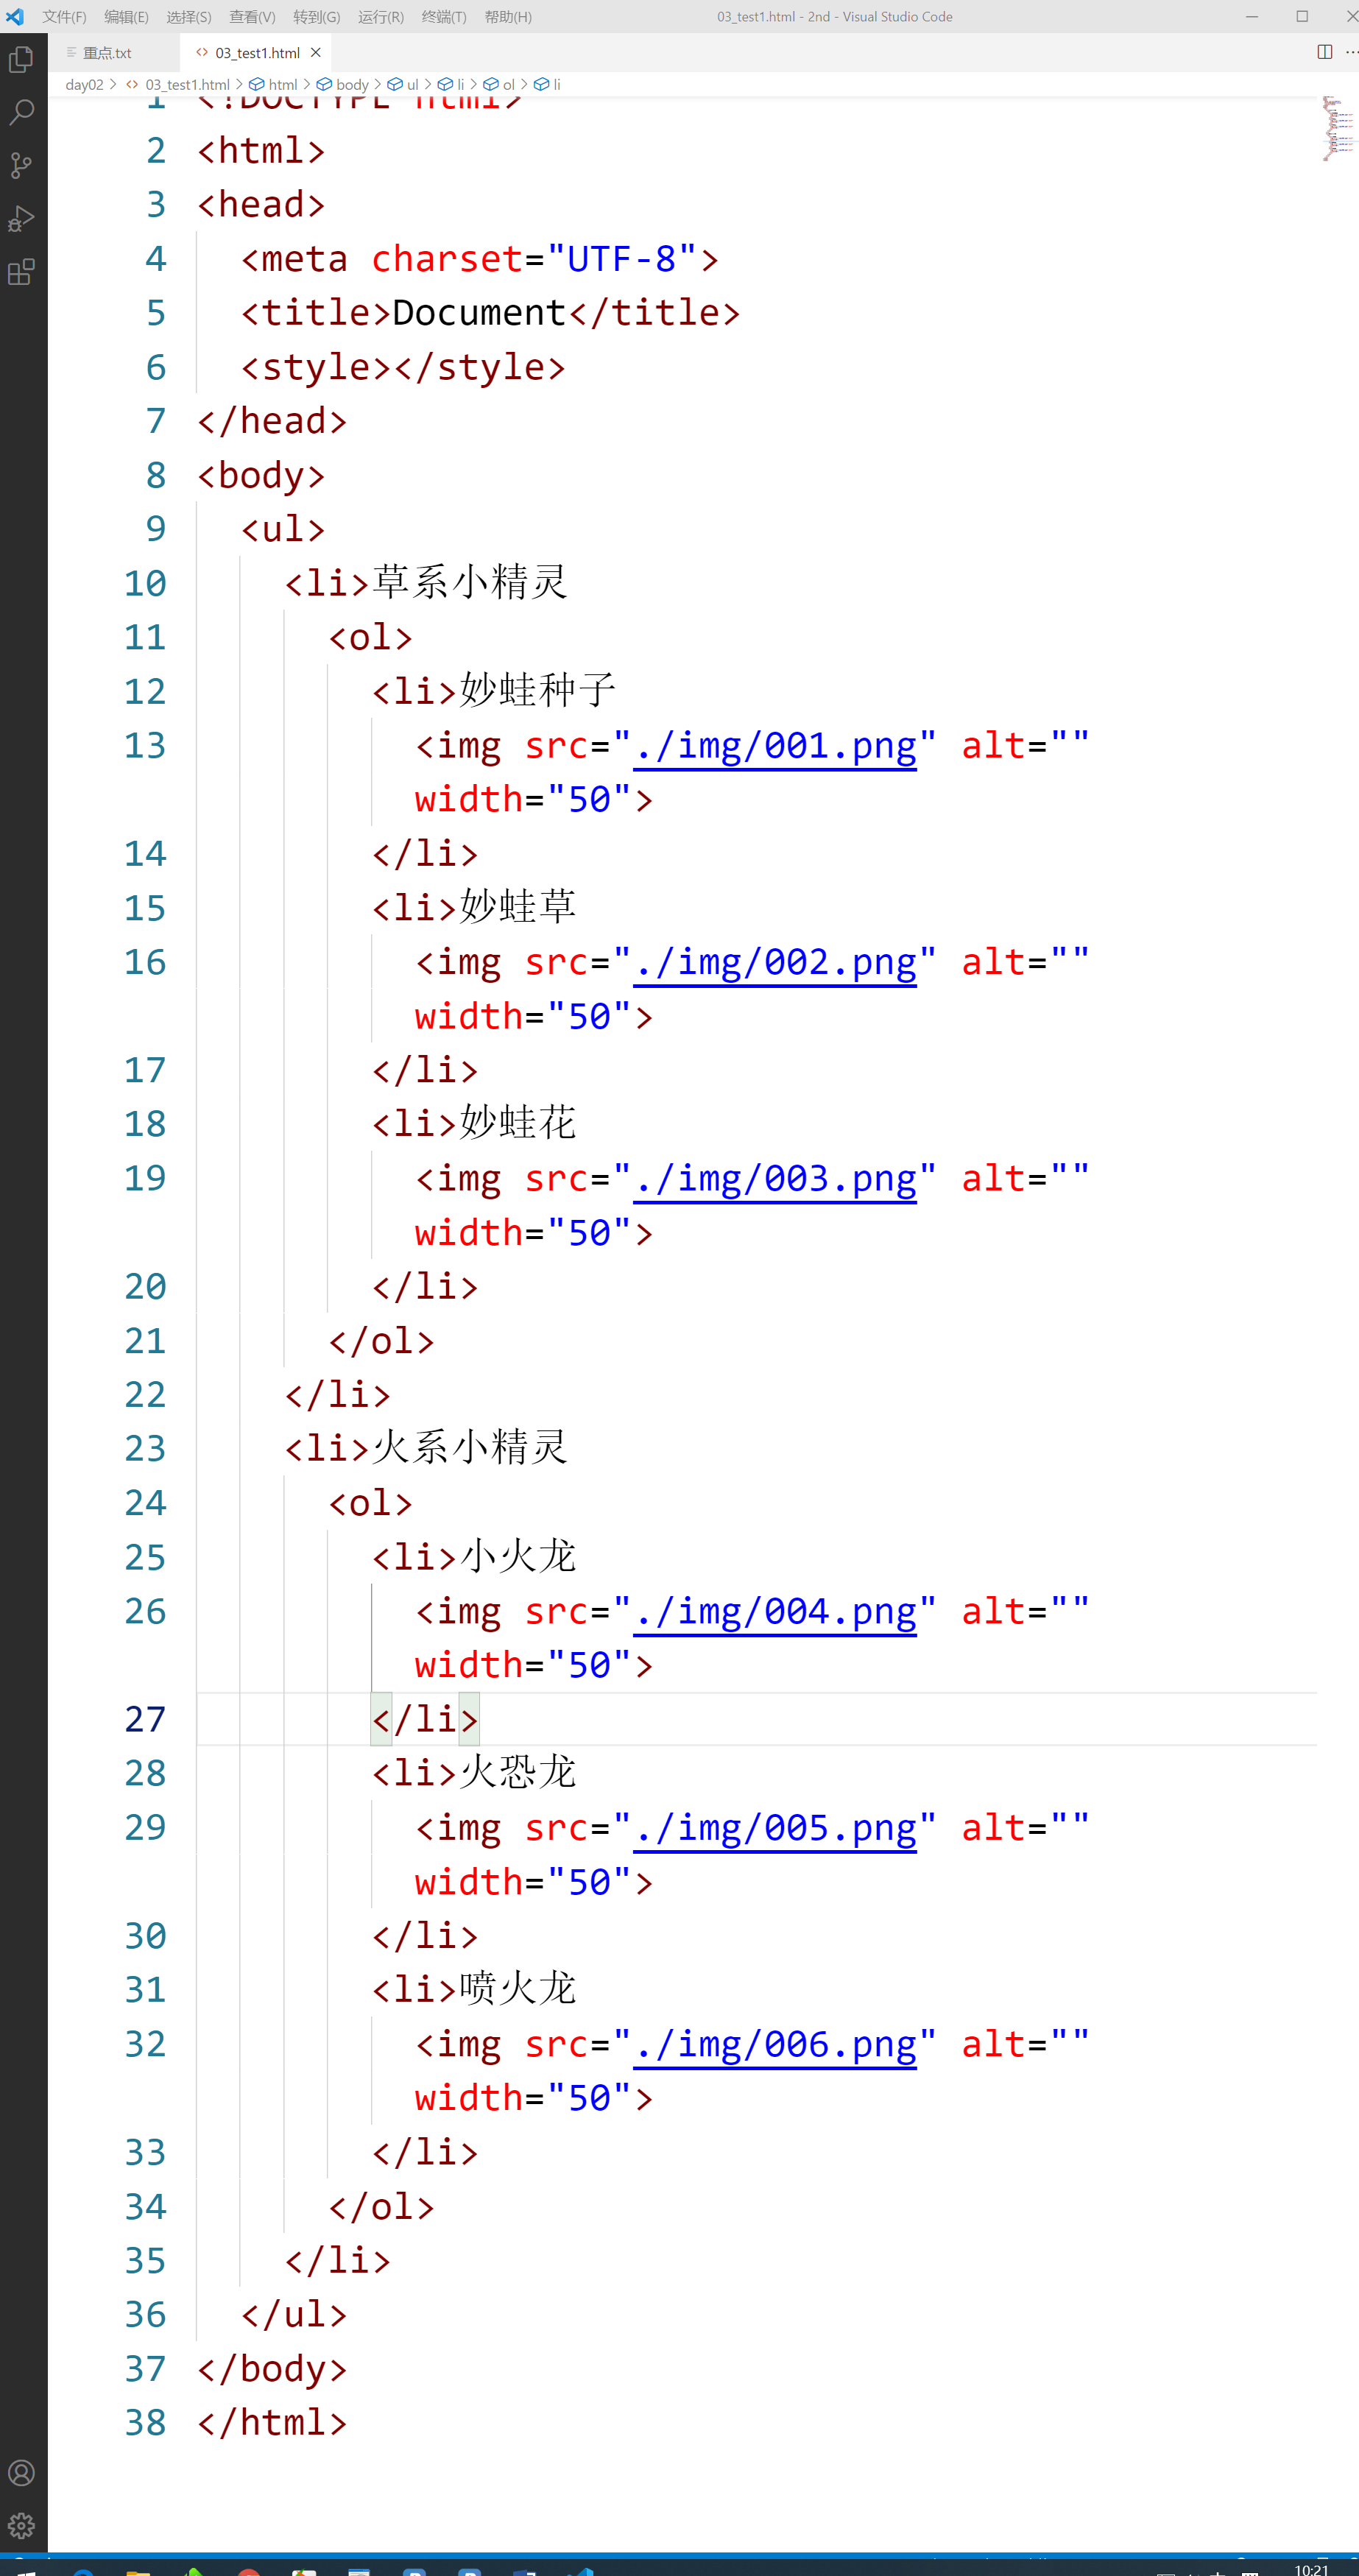 文件(F) 编辑(E) 选择(S) 查看(V) 转到(G) 运行(R) 终端(T) 帮助(H) 03_test1.html - 2nd - Visual Studio Code
重点.txt 03_test1.html
day02 > 03_test1.html > html > body > ul > li > ol > li
1 <!DOCTYPE html>
2 <html>
3 <head>
4 <meta charset="UTF-8">
5 <title>Document</title>
6 <style></style>
7 </head>
8 <body>
9 <ul>
10 <li>草系小精灵
11 <ol>
12 <li>妙蛙种子
13 <img src="./img/001.png" alt=""
width="50">
14 </li>
15 <li>妙蛙草
16 <img src="./img/002.png" alt=""
width="50">
17 </li>
18 <li>妙蛙花
19 <img src="./img/003.png" alt=""
width="50">
20 </li>
21 </ol>
22 </li>
23 <li>火系小精灵
24 <ol>
25 <li>小火龙
26 <img src="./img/004.png" alt=""
width="50">
27 </li>
28 <li>火恐龙
29 <img src="./img/005.png" alt=""
width="50">
30 </li>
31 <li>喷火龙
32 <img src="./img/006.png" alt=""
width="50">
33 </li>
34 </ol>
35 </li>
36 </ul>
37 </body>
38 </html>
10:21